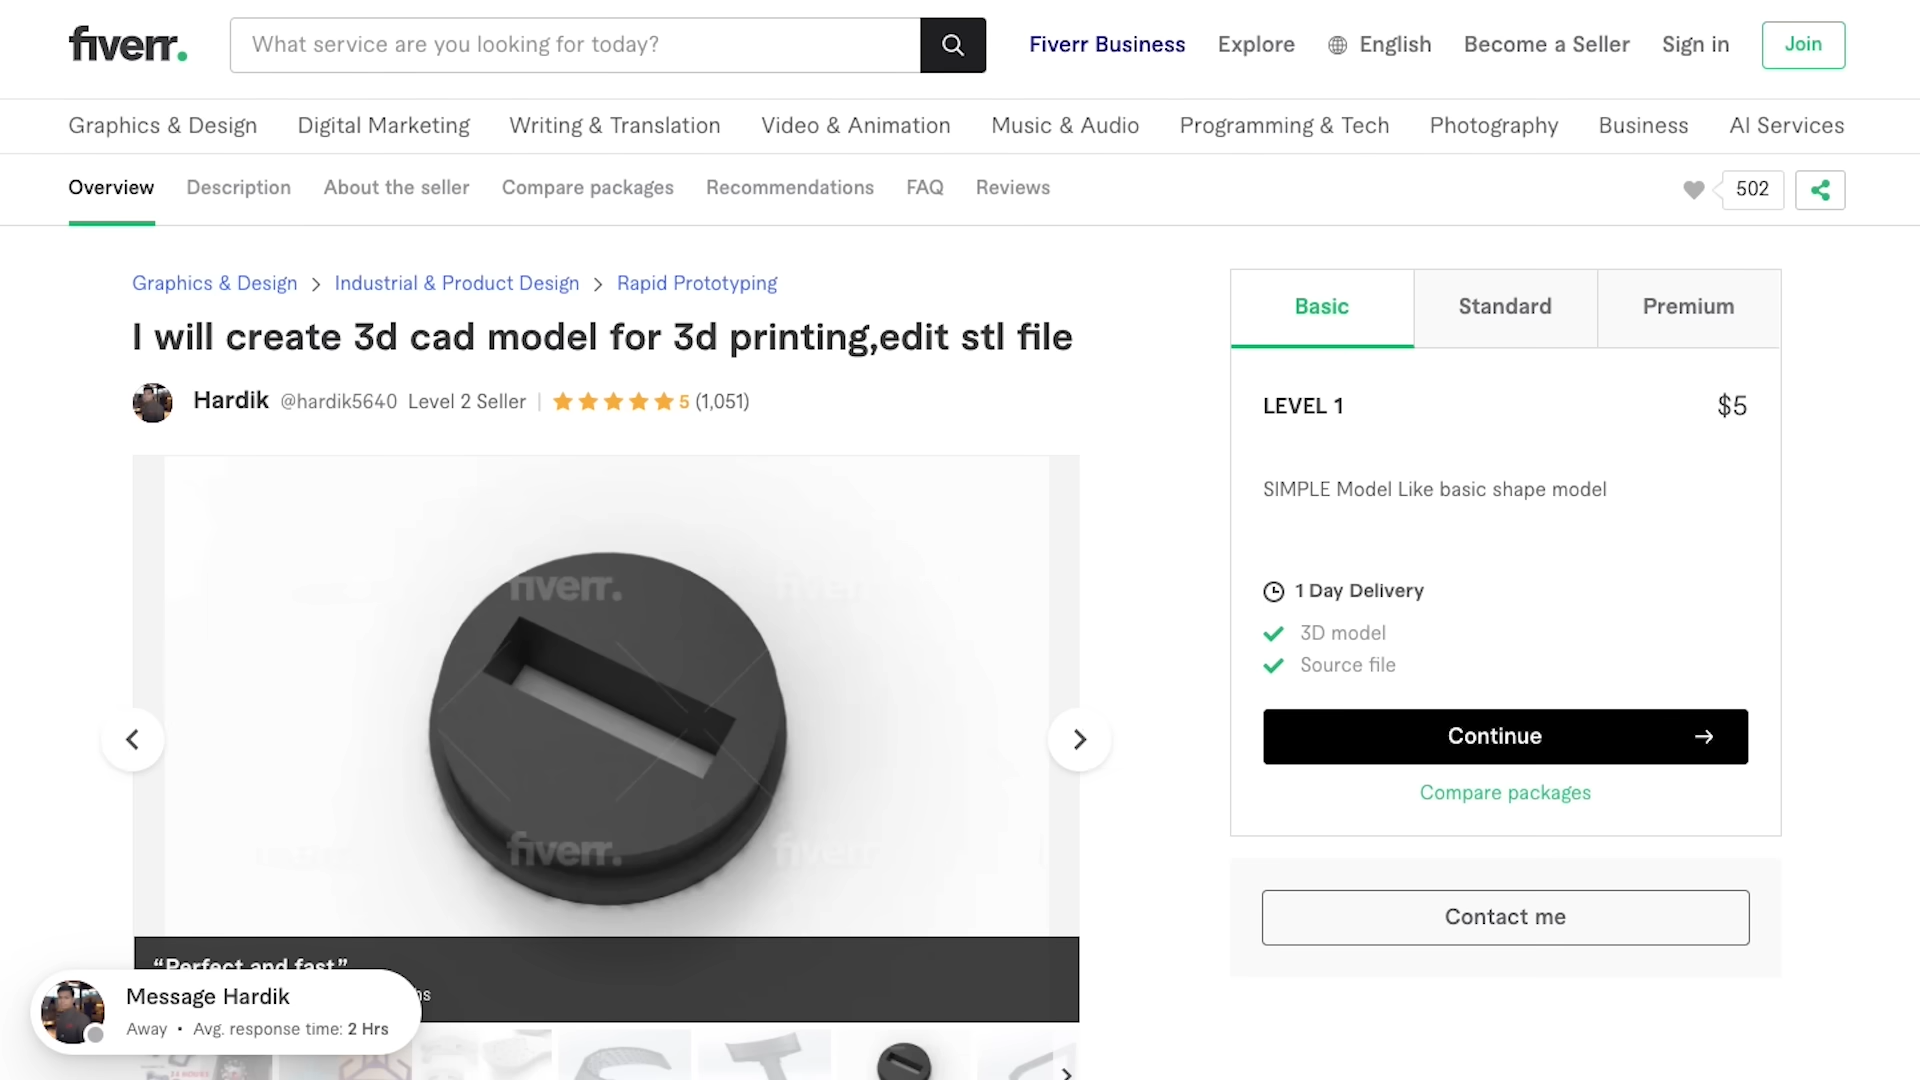 fiverr.
What service are you looking for today?
Fiverr Business
Explore
English
Become a Seller
Sign in
Join
Graphics & Design
Digital Marketing
Writing & Translation
Video & Animation
Music & Audio
Programming & Tech
Photography
Business
AI Services
Overview
Description
About the seller
Compare packages
Recommendations
FAQ
Reviews
502
Graphics & Design > Industrial & Product Design > Rapid Prototyping
I will create 3d cad model for 3d printing,edit stl file
Hardik @hardik5640 Level 2 Seller | 5 (1,051)
fiverr.
fiverr.
fiverr.
fiverr.
"Perfect and fast"
Message Hardik
Away • Avg. response time: 2 Hrs
Basic
Standard
Premium
LEVEL 1
$5
SIMPLE Model Like basic shape model
1 Day Delivery
3D model
Source file
Continue
Compare packages
Contact me